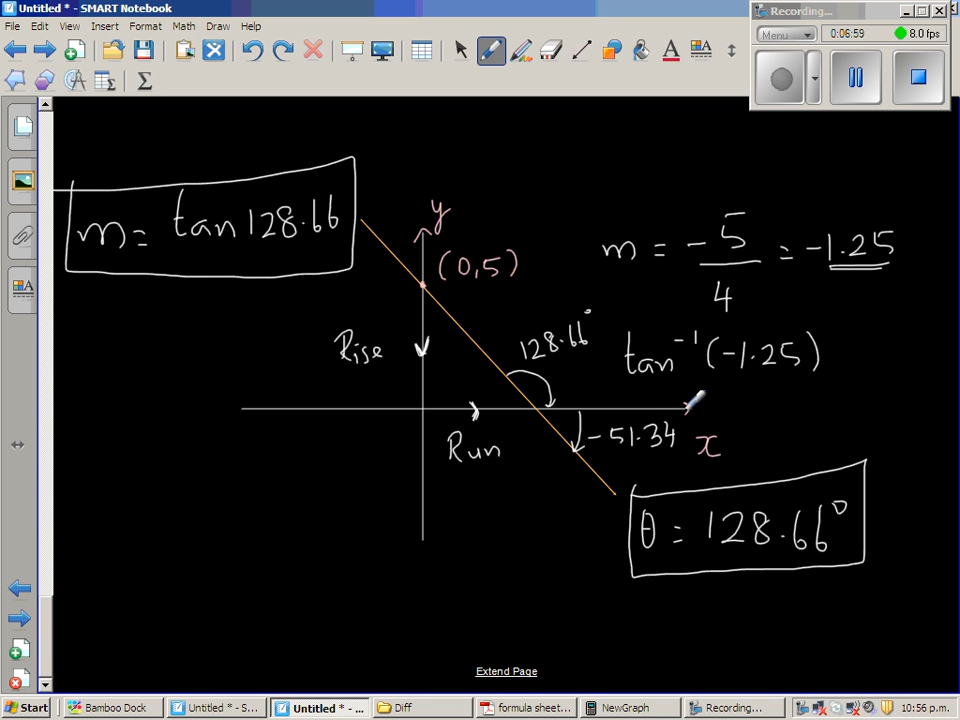 Untitled * - SMART Notebook
Recording...
File Edit View Insert Format Math Draw Help
Menu 0:06:59 8.0 fps
m = tan 128.66
y
(0,5)
m = -5/4 = -1.25
Rise
128.66°
tan⁻¹(-1.25)
Run
-51.34
x
θ = 128.66°
Extend Page
Start Bamboo Dock Untitled * - S... Untitled * - ... Diff formula sheet... NewGraph Recording... 10:56 p.m.